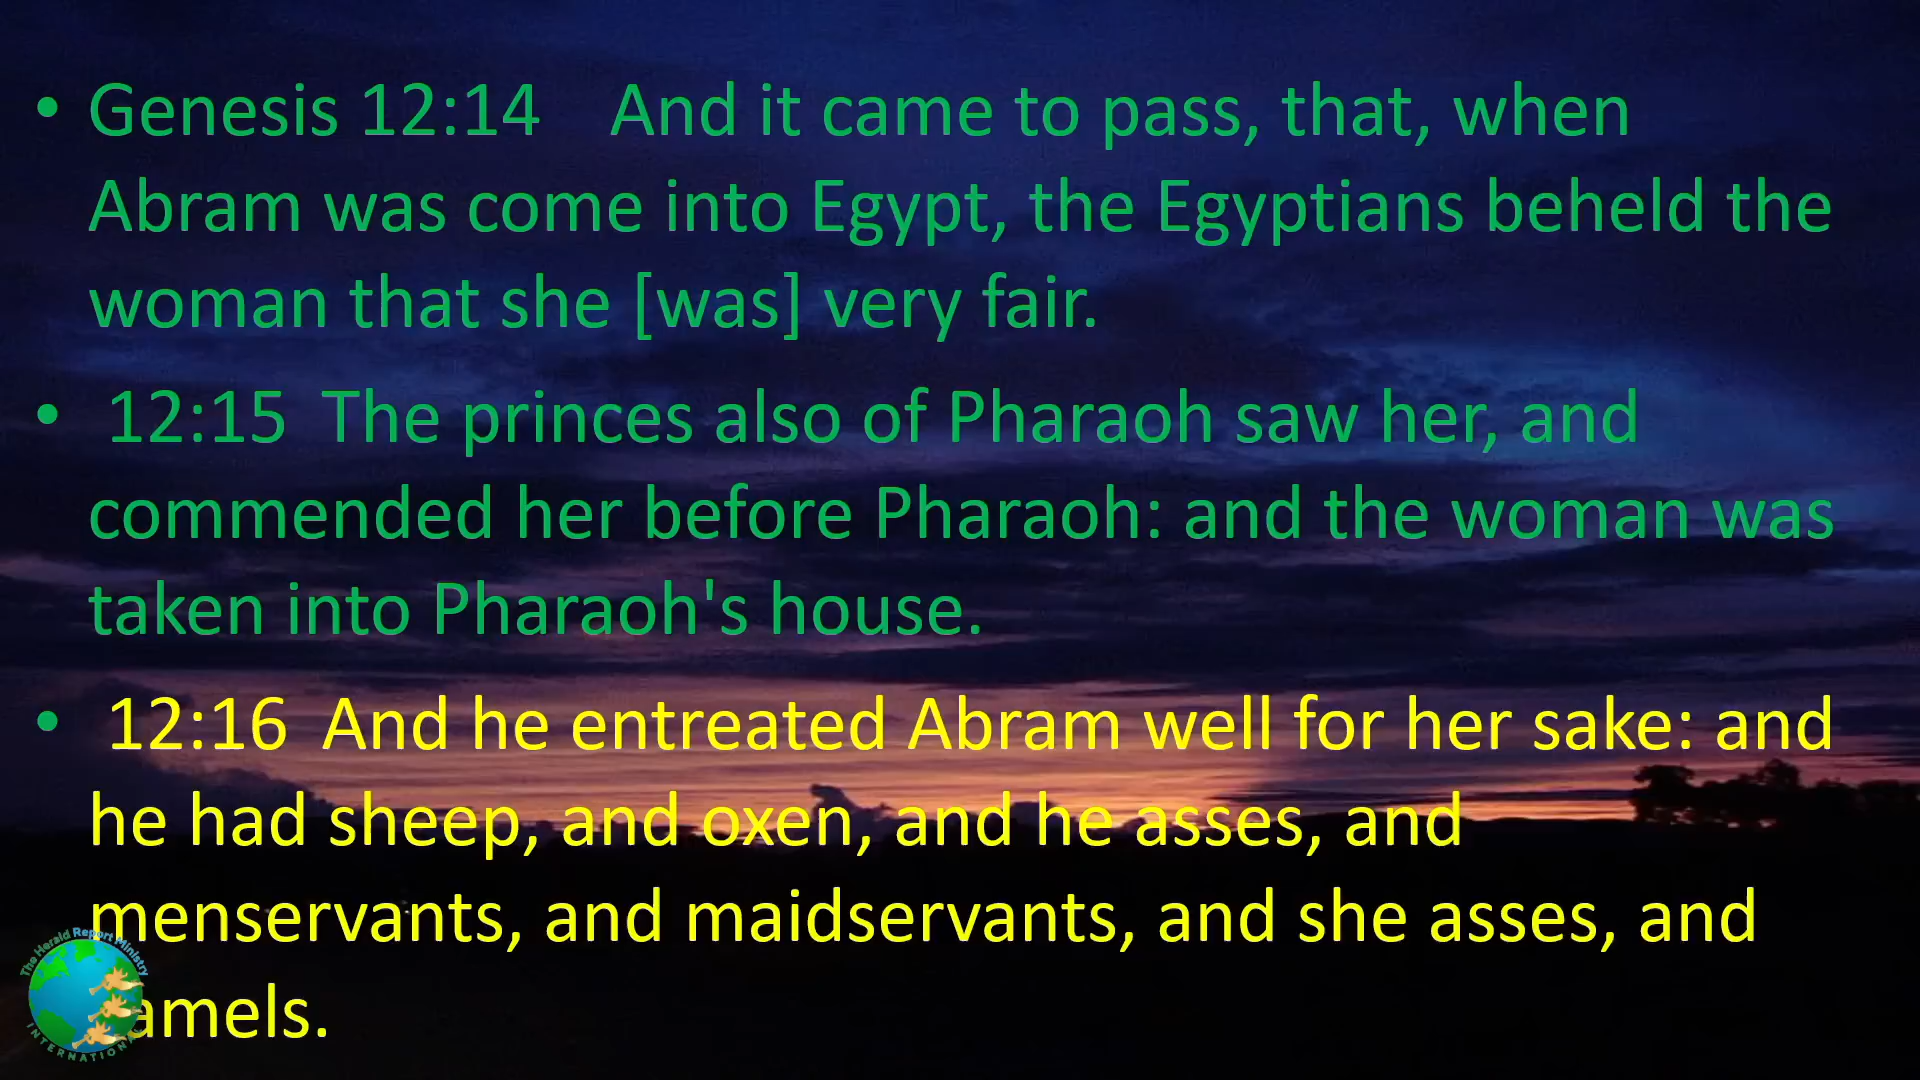 • Genesis 12:14 And it came to pass, that, when
Abram was come into Egypt, the Egyptians beheld the
woman that she [was] very fair.
• 12:15 The princes also of Pharaoh saw her, and
commended her before Pharaoh: and the woman was
taken into Pharaoh's house.
• 12:16 And he entreated Abram well for her sake: and
he had sheep, and oxen, and he asses, and
menservants, and maidservants, and she asses, and
amels.
The Herald Report Ministry
INTERNATIONAL